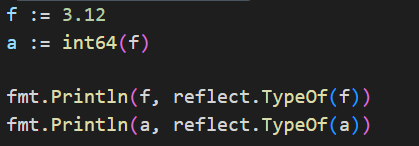 f := 3.12
a := int64(f)
fmt.Println(f, reflect.TypeOf(f))
fmt.Println(a, reflect.TypeOf(a))